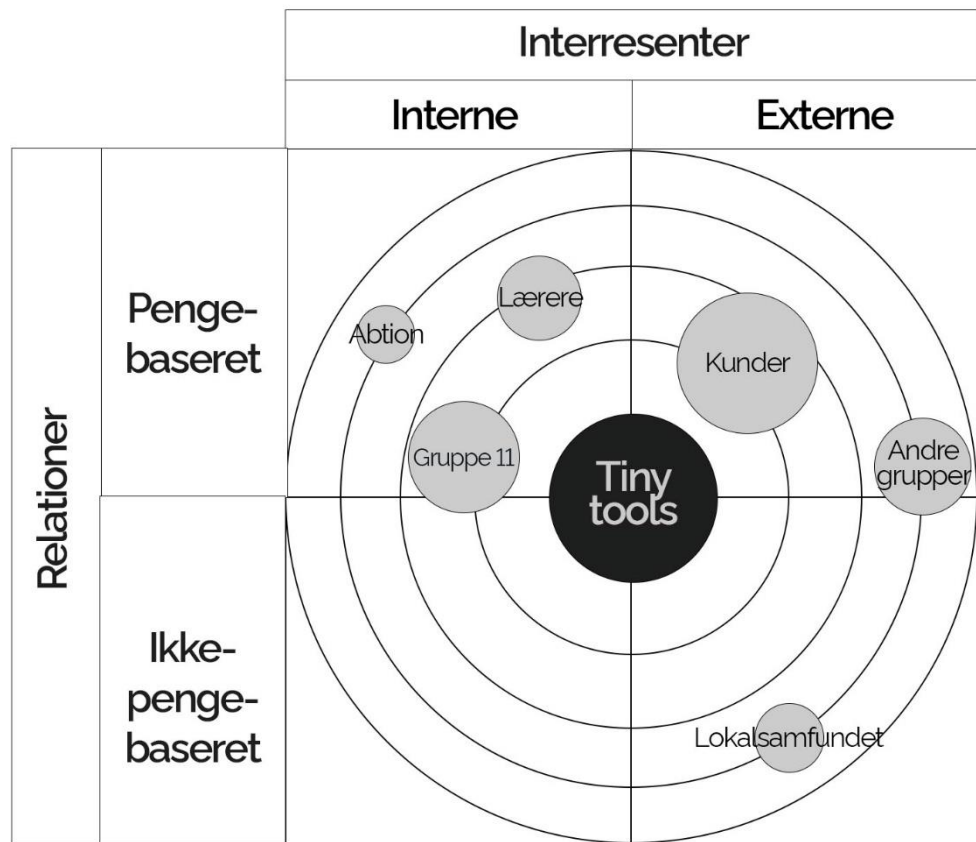 Interresenter
Interne
Externe
Relationer
Penge-
baseret
Ikke-
penge-
baseret
Lærere
Abtion
Kunder
Gruppe 11
Andre
grupper
Tiny
tools
Lokalsamfundet